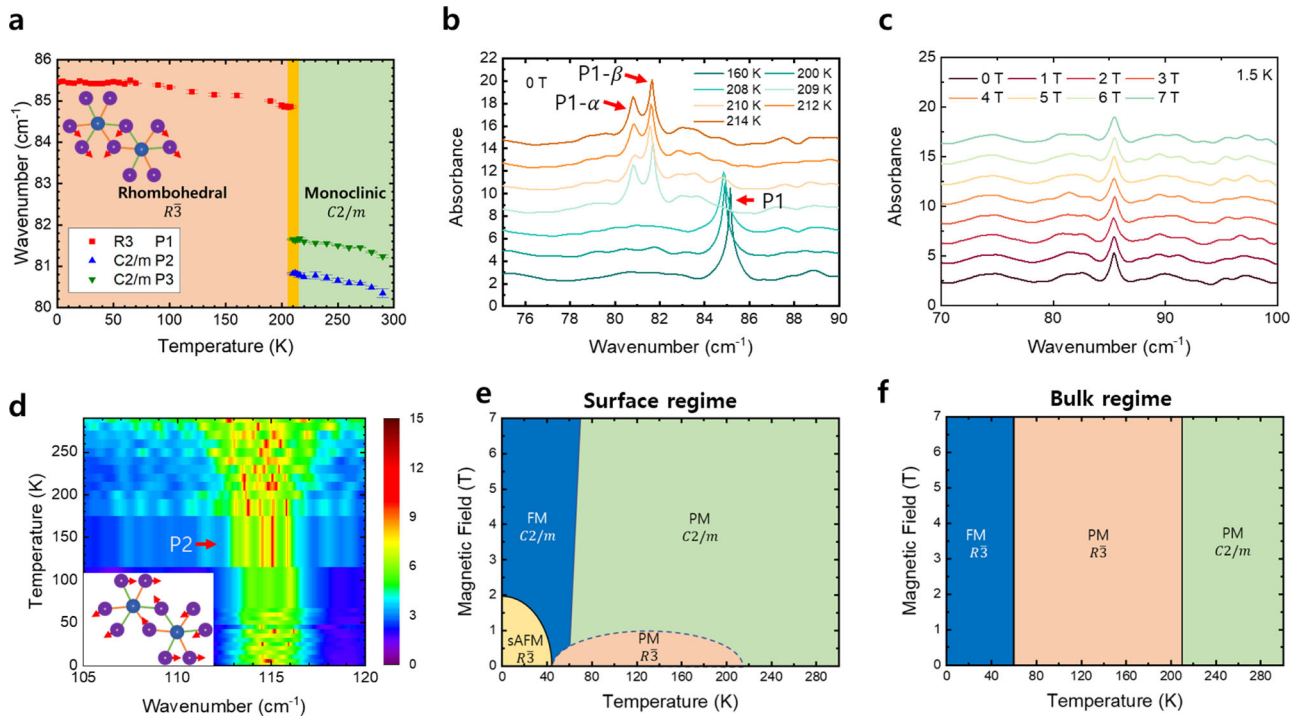 a
86
85
84
83
82
81
80
0
50
100
150
200
250
300
Wavenumber (cm⁻¹)
Temperature (K)
Rhombohedral
R3̅
Monoclinic
C2/m
R3 P1
C2/m P2
C2/m P3
b
22
20
18
16
14
12
10
8
6
4
2
0
76
78
80
82
84
86
88
90
Absorbance
Wavenumber (cm⁻¹)
0 T
P1-β
P1-α
P1
160 K 200 K
208 K 209 K
210 K 212 K
214 K
c
25
20
15
10
5
0
70
80
90
100
Absorbance
Wavenumber (cm⁻¹)
0 T 1 T 2 T 3 T
4 T 5 T 6 T 7 T
1.5 K
d
250
200
150
100
50
0
105
110
115
120
Temperature (K)
Wavenumber (cm⁻¹)
P2
15
12
9
6
3
0
e
Surface regime
7
6
5
4
3
2
1
0
0 40 80 120 160 200 240 280
Magnetic Field (T)
Temperature (K)
FM
C2/m
PM
C2/m
sAFM
R3̅
PM
R3̅
f
Bulk regime
7
6
5
4
3
2
1
0
0 40 80 120 160 200 240 280
Magnetic Field (T)
Temperature (K)
FM
R3̅
PM
R3̅
PM
C2/m